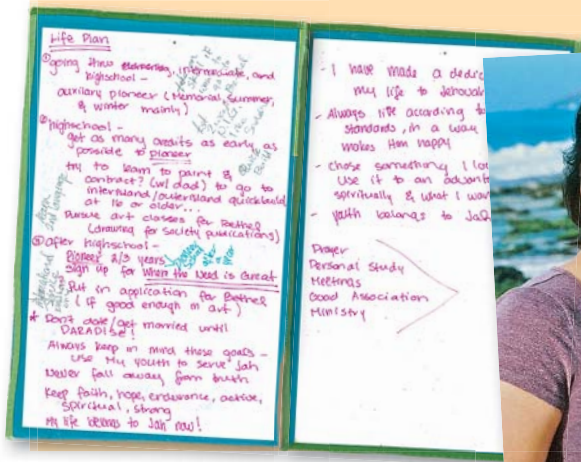 Life Plan
① going thru elementary, intermediate, and
highschool -
auxilary pioneer (Memorial, Summer,
& winter mainly)
② highschool -
get as many credits as early as
possible to pioneer
try to learn to paint &
contract? (w/ dad) to go to
interisland/outerisland quickbuild
at 16 or older...
Pursue art classes for Bethel
(drawing for society publications)
③ after highschool -
Pioneer 2/3 years
Sign up for Where the Need is Great
Put in application for Bethel
(if good enough in art)
* Don't date/get married until
PARADISE!
Always keep in mind these goals -
use My youth to serve Jah
Never fall away from truth
Keep faith, hope, endurance, active,
spiritual, strong
My life belongs to Jah now!
- I have made a dedic
my life to Jehovah
- Always life according to
standards, in a way
makes Him happy
- chose something I lo
Use it to an advanta
spiritually & what I wan
- youth belongs to Jah
Prayer
Personal Study
Meetings
Good Association
Ministry